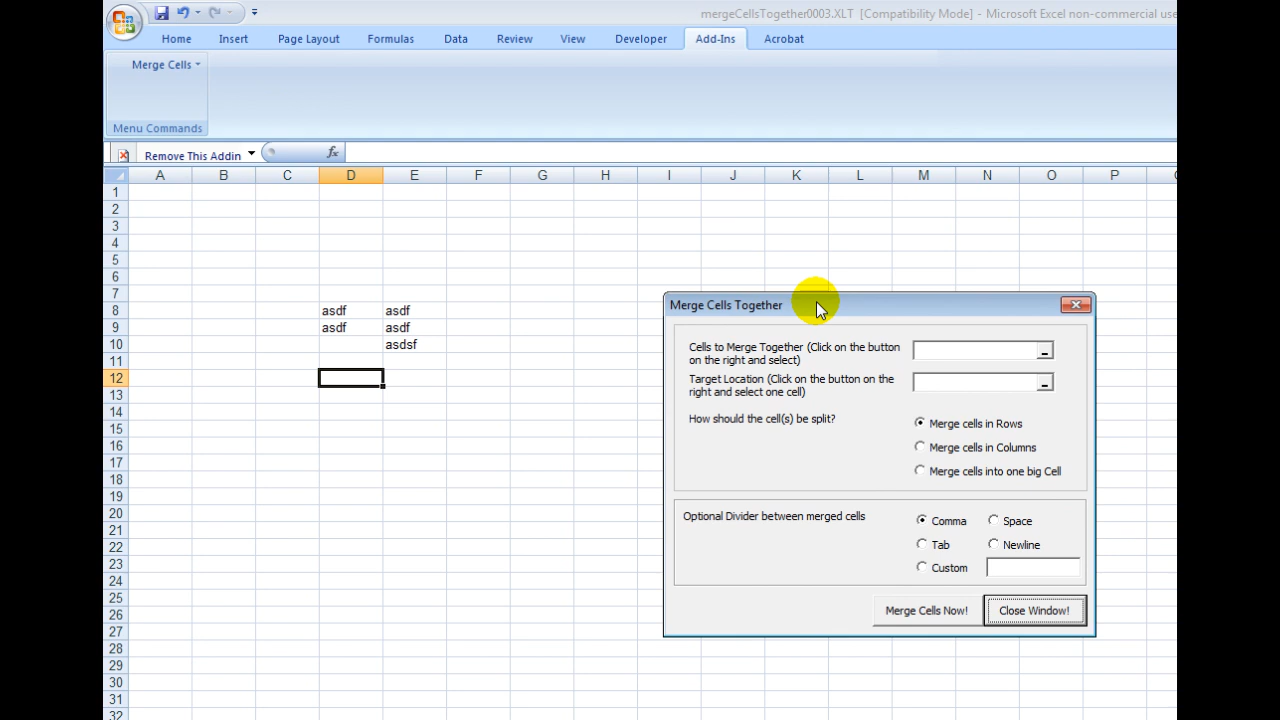 mergeCellsTogether0003.XLT [Compatibility Mode] - Microsoft Excel non-commercial use
Home Insert Page Layout Formulas Data Review View Developer Add-Ins Acrobat
Merge Cells
Menu Commands
Remove This Addin fx
A B C D E F G H I J K L M N O P
1
2
3
4
5
6
7
8 asdf asdf
9 asdf asdf
10 asdsf
11
12
13
14
15
16
17
18
19
20
21
22
23
24
25
26
27
28
29
30
31
32
Merge Cells Together
Cells to Merge Together (Click on the button
on the right and select)
Target Location (Click on the button on the
right and select one cell)
How should the cell(s) be split?
Merge cells in Rows
Merge cells in Columns
Merge cells into one big Cell
Optional Divider between merged cells
Comma Space
Tab Newline
Custom
Merge Cells Now! Close Window!